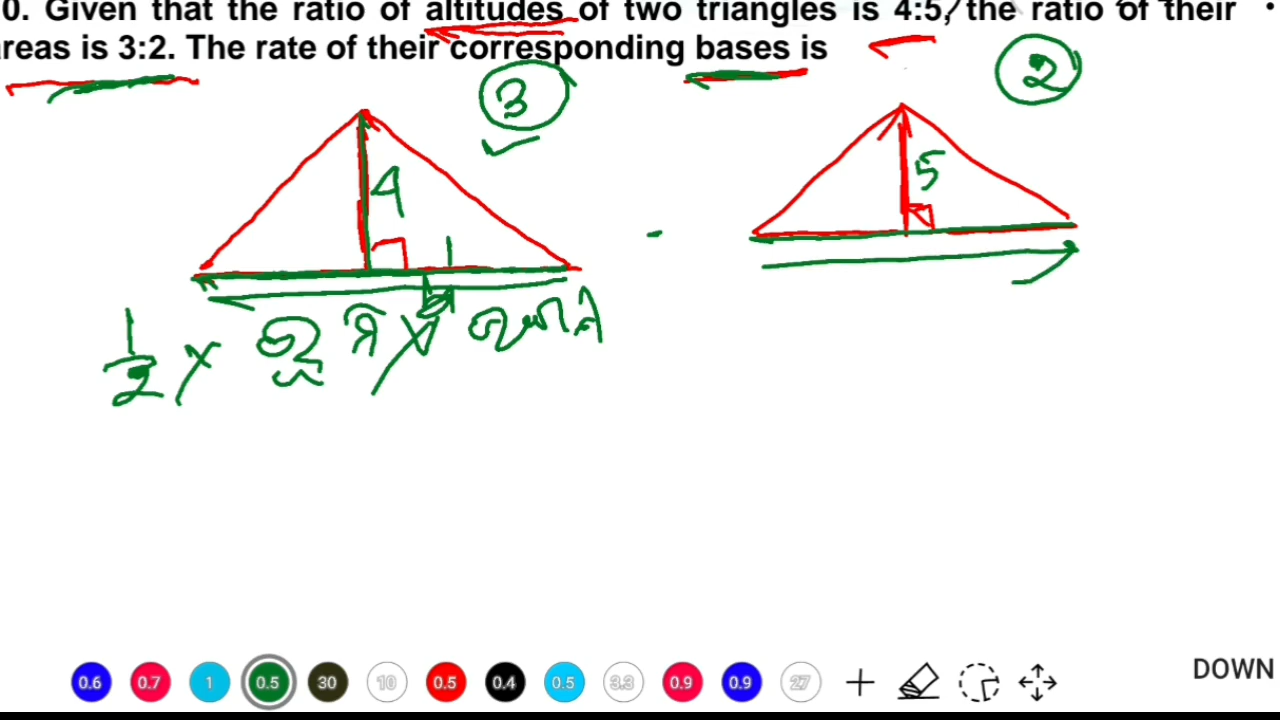 0. Given that the ratio of altitudes of two triangles is 4:5, the ratio of their
reas is 3:2. The rate of their corresponding bases is
3
2
4
5
b
1/2 ×
0.6 0.7 1 0.5 30 10 0.5 0.4 0.5 3.3 0.9 0.9 27
DOWN